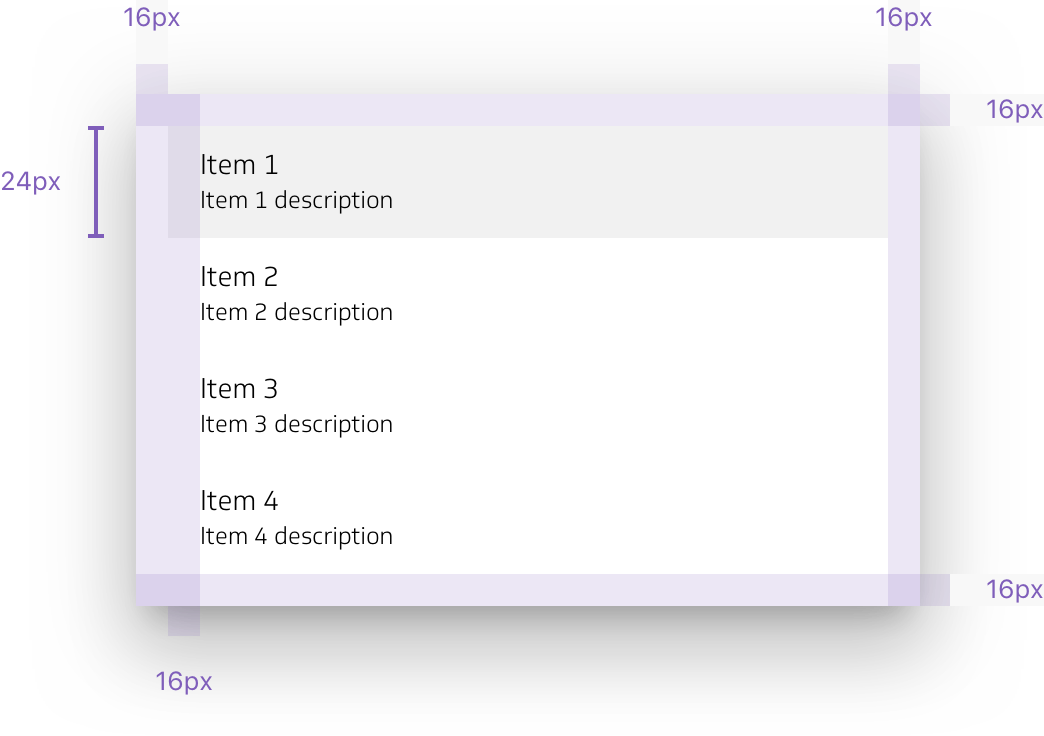 16px
16px
16px
24px
Item 1
Item 1 description
Item 2
Item 2 description
Item 3
Item 3 description
Item 4
Item 4 description
16px
16px